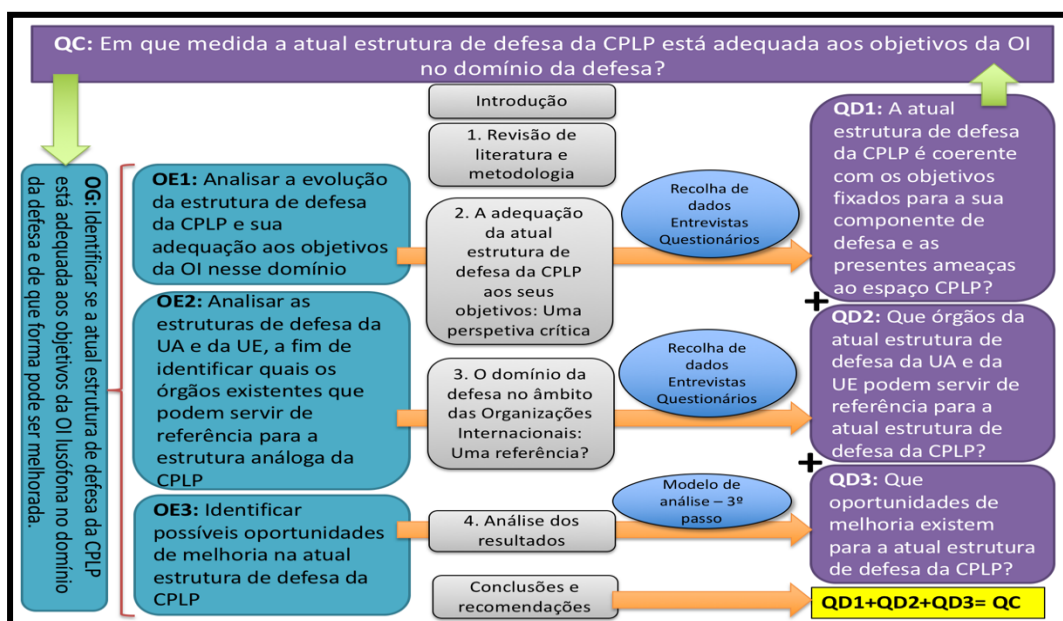 QC: Em que medida a atual estrutura de defesa da CPLP está adequada aos objetivos da OI
no domínio da defesa?
OG: Identificar se a atual estrutura de defesa da CPLP
está adequada aos objetivos da OI lusófona no domínio
da defesa e de que forma pode ser melhorada.
OE1: Analisar a evolução
da estrutura de defesa
da CPLP e sua
adequação aos objetivos
da OI nesse domínio
OE2: Analisar as
estruturas de defesa da
UA e da UE, a fim de
identificar quais os
órgãos existentes que
podem servir de
referência para a
estrutura análoga da
CPLP
OE3: Identificar
possíveis oportunidades
de melhoria na atual
estrutura de defesa da
CPLP
Introdução
1. Revisão de
literatura e
metodologia
2. A adequação
da atual
estrutura de
defesa da CPLP
aos seus
objetivos: Uma
perspetiva crítica
3. O domínio da
defesa no âmbito
das Organizações
Internacionais:
Uma referência?
4. Análise dos
resultados
Conclusões e
recomendações
Recolha de
dados
Entrevistas
Questionários
Recolha de
dados
Entrevistas
Questionários
Modelo de
análise – 3º
passo
QD1: A atual
estrutura de defesa
da CPLP é coerente
com os objetivos
fixados para a sua
componente de
defesa e as
presentes ameaças
ao espaço CPLP?
+
QD2: Que órgãos da
atual estrutura de
defesa da UA e da
UE podem servir de
referência para a
atual estrutura de
defesa da CPLP?
+
QD3: Que
oportunidades de
melhoria existem
para a atual estrutura
de defesa da CPLP?
QD1+QD2+QD3= QC